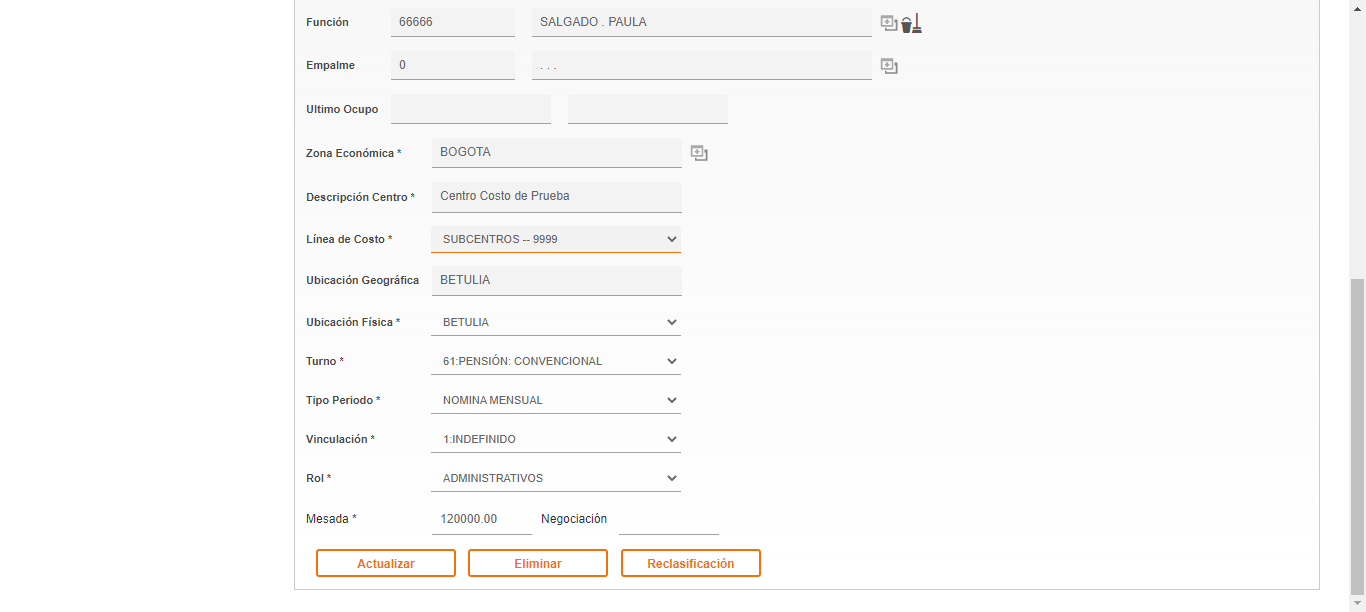 Función 66666 SALGADO . PAULA
Empalme 0 . . .
Ultimo Ocupo
Zona Económica * BOGOTA
Descripción Centro * Centro Costo de Prueba
Línea de Costo * SUBCENTROS -- 9999
Ubicación Geográfica BETULIA
Ubicación Física * BETULIA
Turno * 61:PENSIÓN: CONVENCIONAL
Tipo Periodo * NOMINA MENSUAL
Vinculación * 1:INDEFINIDO
Rol * ADMINISTRATIVOS
Mesada * 120000.00 Negociación
Actualizar Eliminar Reclasificación